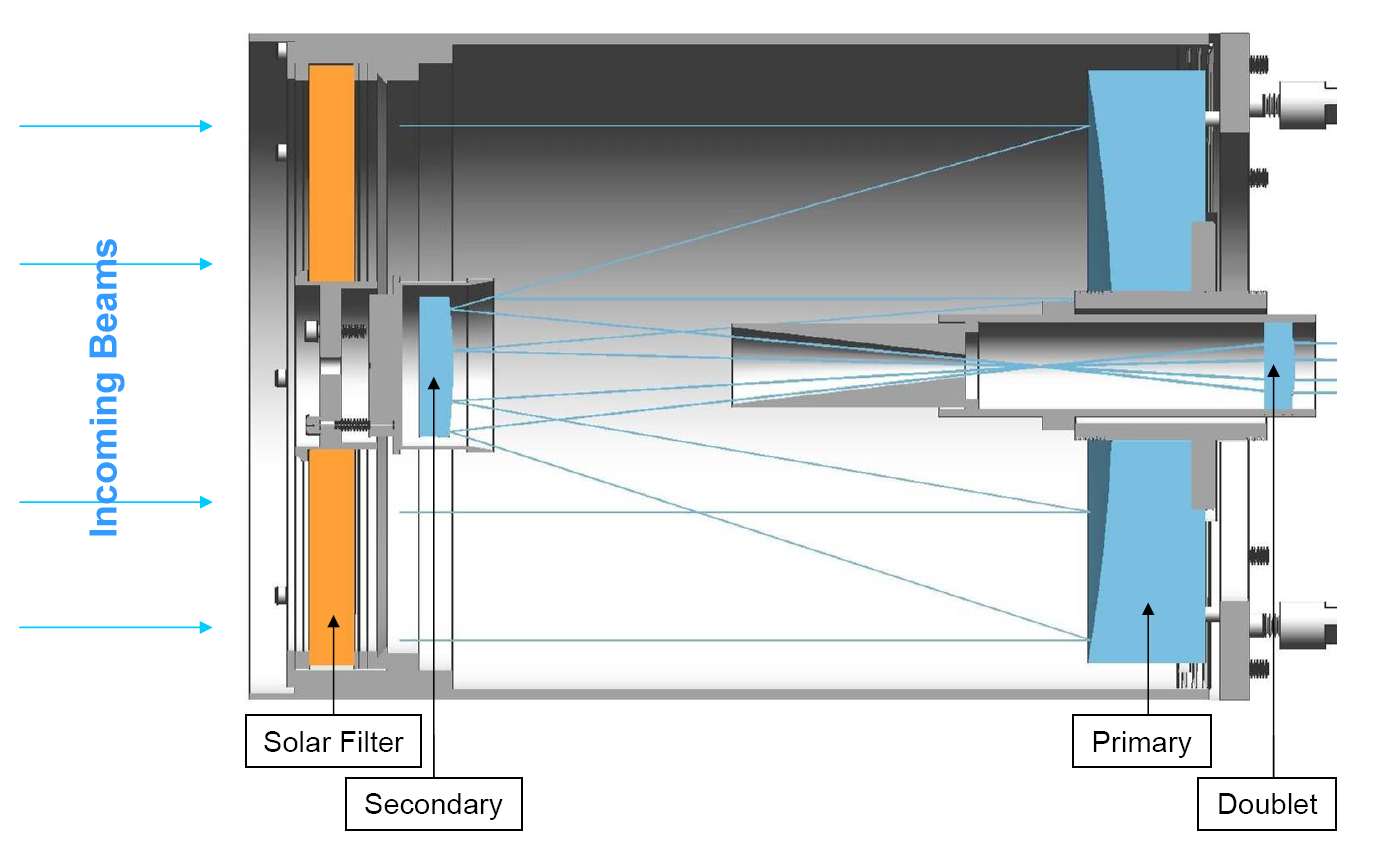 Incoming Beams
Solar Filter
Primary
Secondary
Doublet